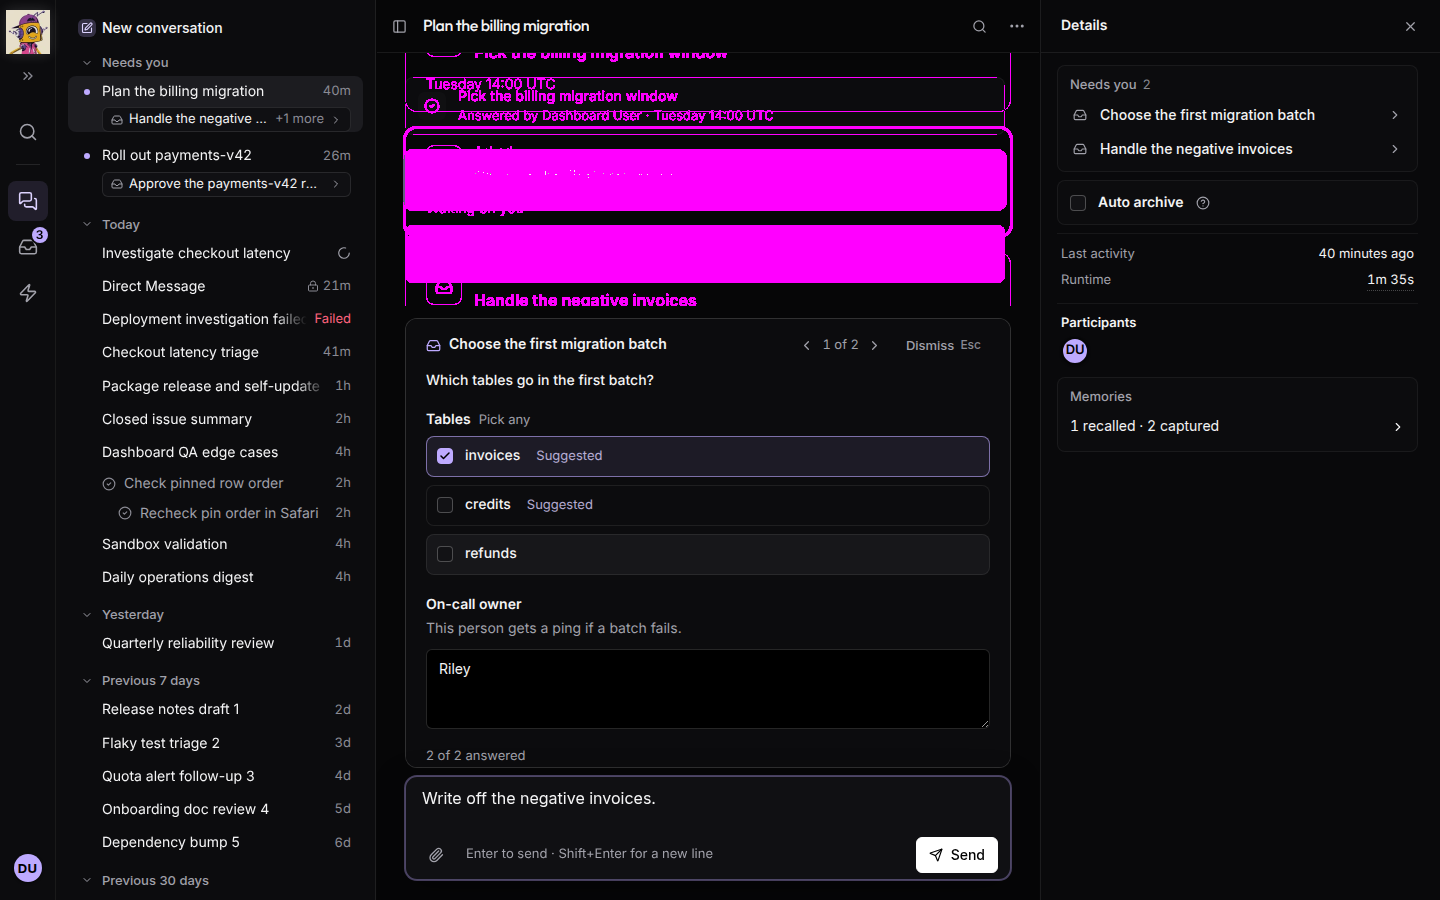 New conversation
Needs you
Plan the billing migration 40m
Handle the negative ... +1 more
Roll out payments-v42 26m
Approve the payments-v42 r...
Today
Investigate checkout latency
Direct Message 21m
Deployment investigation failed Failed
Checkout latency triage 41m
Package release and self-update 1h
Closed issue summary 2h
Dashboard QA edge cases 4h
Check pinned row order 2h
Recheck pin order in Safari 2h
Sandbox validation 4h
Daily operations digest 4h
Yesterday
Quarterly reliability review 1d
Previous 7 days
Release notes draft 1 2d
Flaky test triage 2 3d
Quota alert follow-up 3 4d
Onboarding doc review 4 5d
Dependency bump 5 6d
Previous 30 days
3
DU
Plan the billing migration
Pick the billing migration window
Tuesday 14:00 UTC
Pick the billing migration window
Answered by Dashboard User · Tuesday 14:00 UTC
Waiting on you
Handle the negative invoices
Choose the first migration batch 1 of 2 Dismiss Esc
Which tables go in the first batch?
Tables Pick any
invoices Suggested
credits Suggested
refunds
On-call owner
This person gets a ping if a batch fails.
Riley
2 of 2 answered
Write off the negative invoices.
Enter to send · Shift+Enter for a new line Send
Details
Needs you 2
Choose the first migration batch
Handle the negative invoices
Auto archive
Last activity 40 minutes ago
Runtime 1m 35s
Participants
DU
Memories
1 recalled · 2 captured